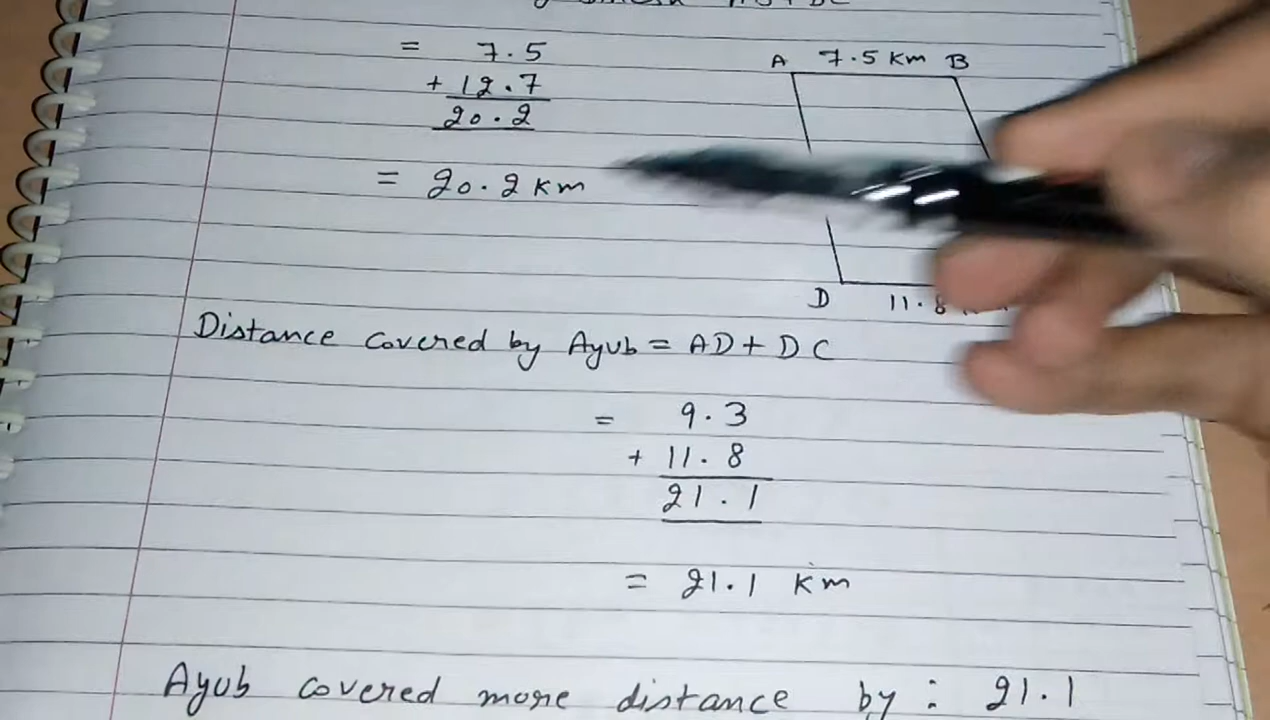 = 7.5
+ 12.7
20.2
= 20.2 km
A 7.5 km B
D 11.8
Distance covered by Ayub = AD + DC
= 9.3
+ 11.8
21.1
= 21.1 km
Ayub covered more distance by : 21.1